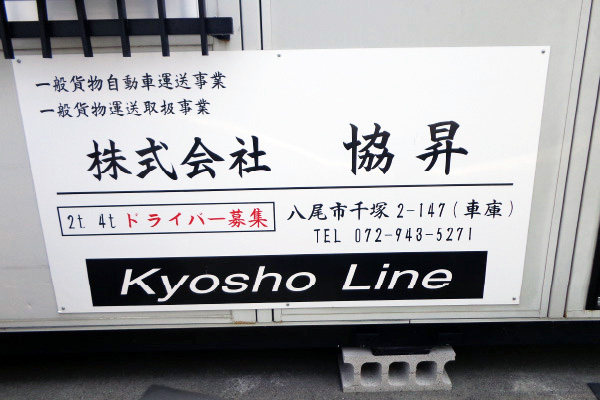 一般貨物自動車運送事業
一般貨物運送取扱事業
株式会社 協昇
2t 4t ドライバー募集
八尾市千塚2-147(車庫)
TEL 072-943-5271
Kyosho Line